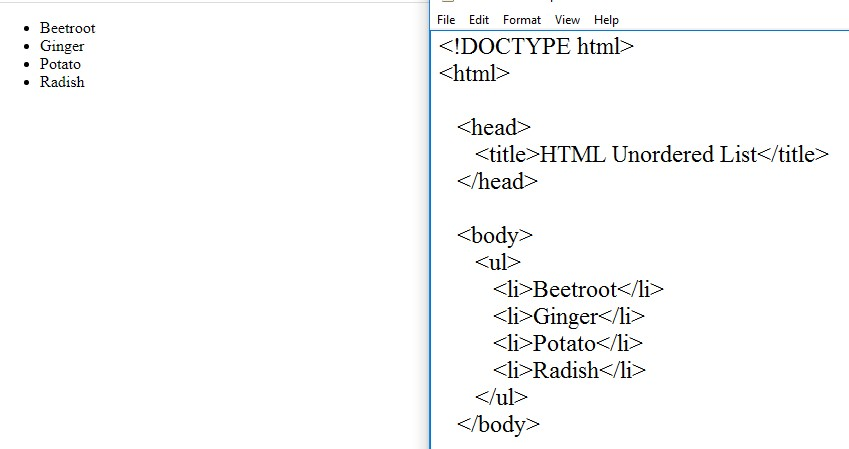 Beetroot
Ginger
Potato
Radish
File Edit Format View Help
<!DOCTYPE html>
<html>
<head>
<title>HTML Unordered List</title>
</head>
<body>
<ul>
<li>Beetroot</li>
<li>Ginger</li>
<li>Potato</li>
<li>Radish</li>
</ul>
</body>